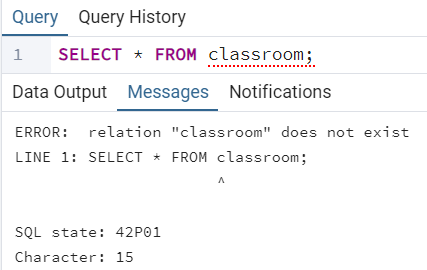 Query Query History
1 SELECT * FROM classroom;
Data Output Messages Notifications
ERROR:  relation "classroom" does not exist
LINE 1: SELECT * FROM classroom;
^
SQL state: 42P01
Character: 15